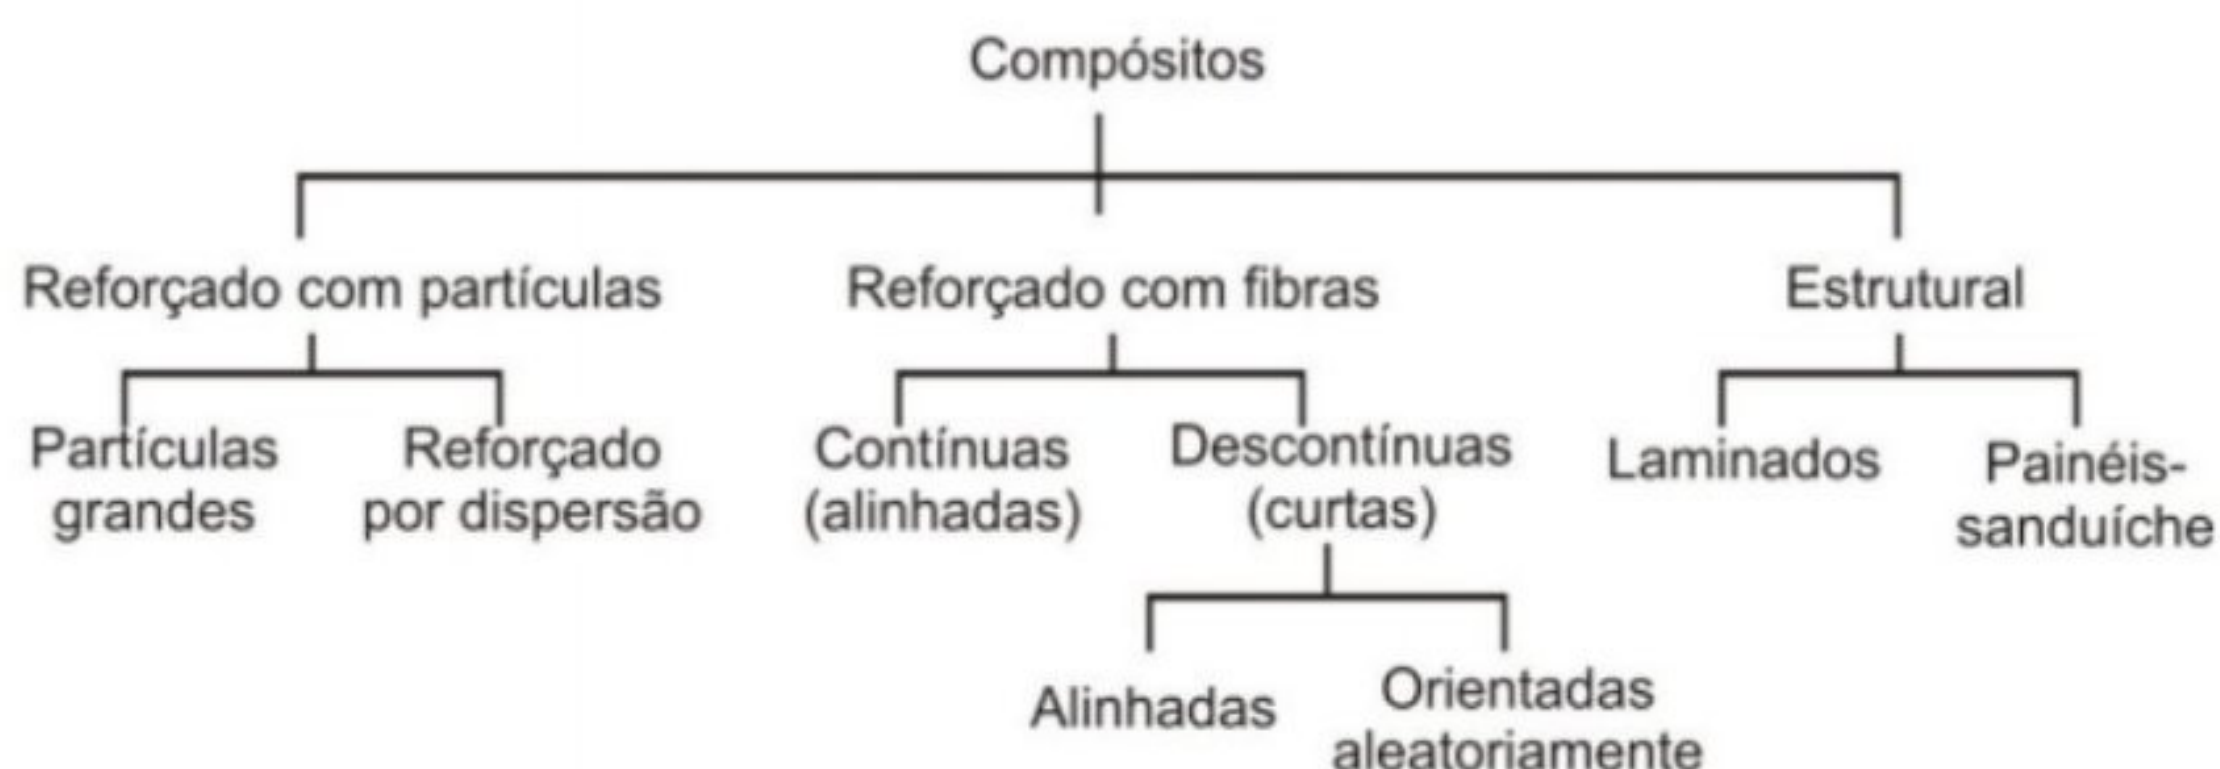 Compósitos
Reforçado com partículas
Reforçado com fibras
Estrutural
Partículas
grandes
Reforçado
por dispersão
Contínuas
(alinhadas)
Descontínuas
(curtas)
Laminados
Painéis-
sanduíche
Alinhadas
Orientadas
aleatoriamente